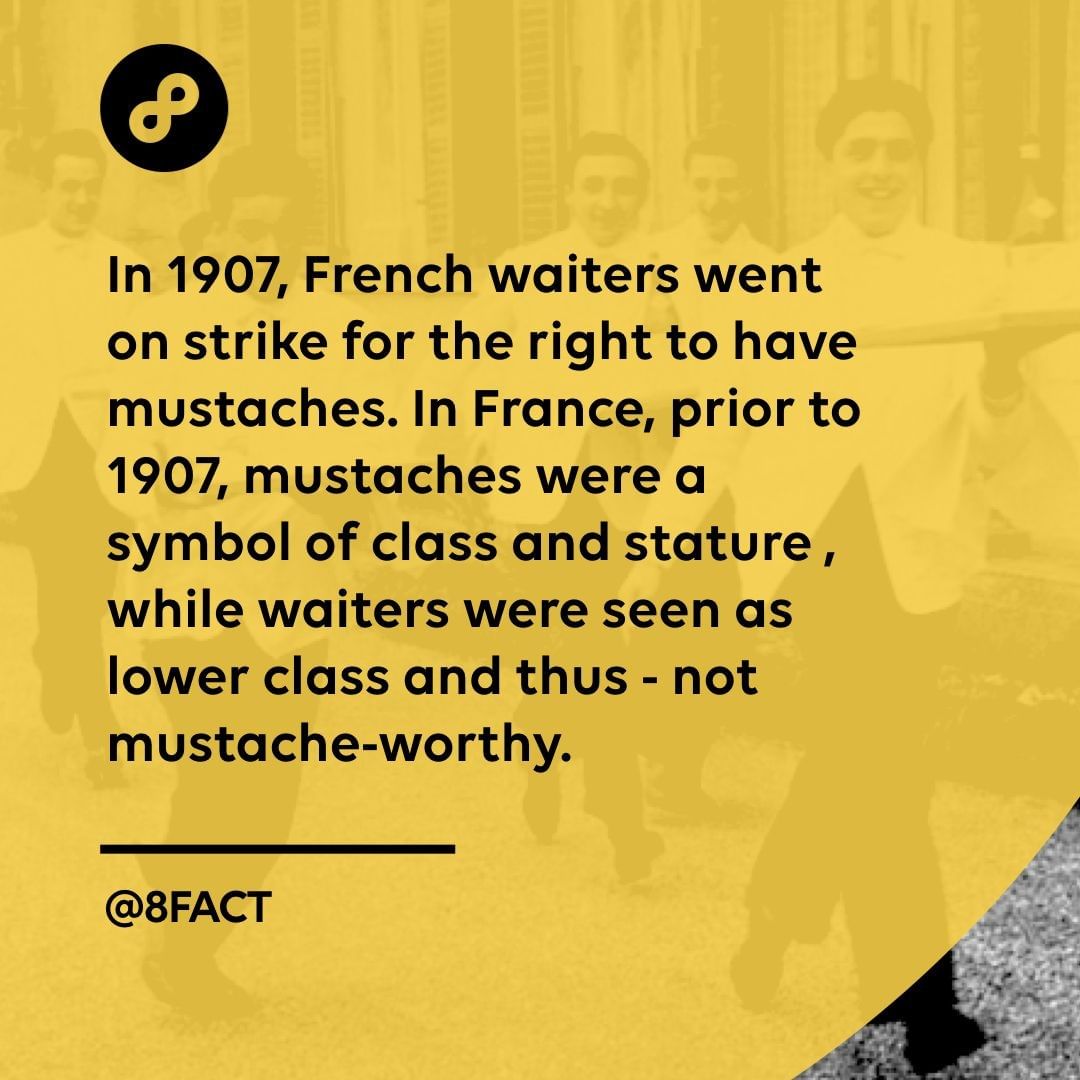 In 1907, French waiters went
on strike for the right to have
mustaches. In France, prior to
1907, mustaches were a
symbol of class and stature ,
while waiters were seen as
lower class and thus - not
mustache-worthy.
@8FACT